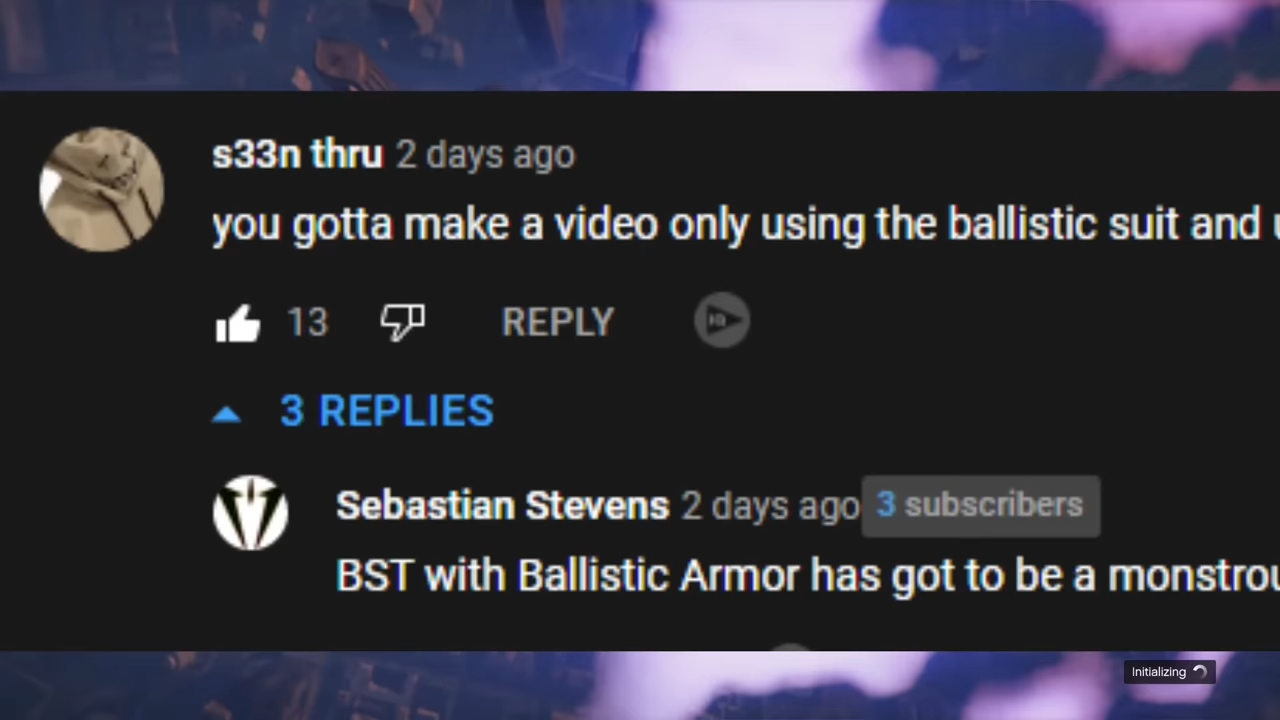 s33n thru 2 days ago
you gotta make a video only using the ballistic suit and
13 REPLY
3 REPLIES
Sebastian Stevens 2 days ago 3 subscribers
BST with Ballistic Armor has got to be a monstrou
Initializing